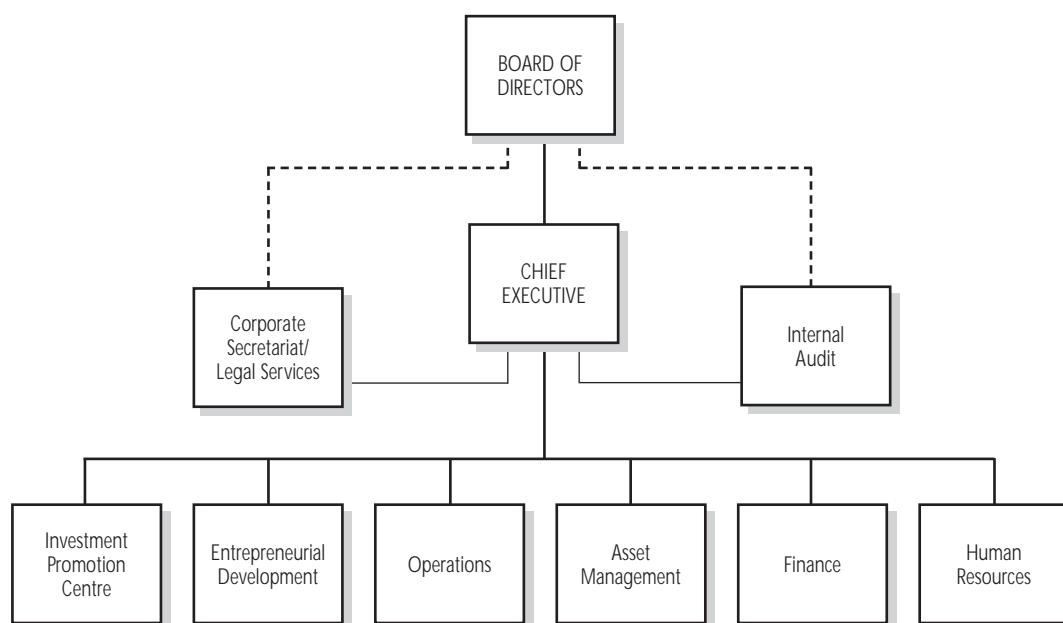 BOARD OF
DIRECTORS
CHIEF
EXECUTIVE
Corporate
Secretariat/
Legal Services
Internal
Audit
Investment
Promotion
Centre
Entrepreneurial
Development
Operations
Asset
Management
Finance
Human
Resources